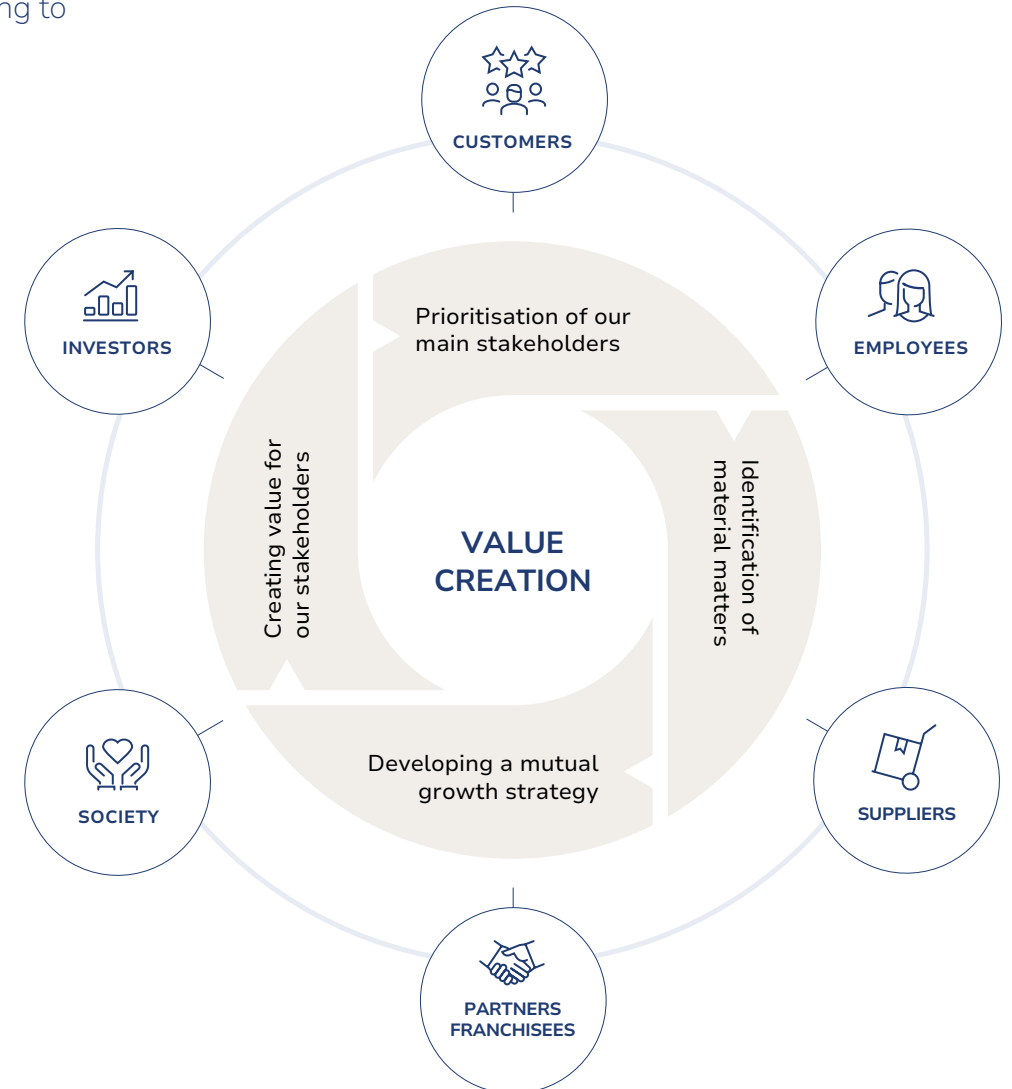 ng to
CUSTOMERS
INVESTORS
EMPLOYEES
Prioritisation of our
main stakeholders
Creating value for
our stakeholders
Identification of
material matters
VALUE
CREATION
Developing a mutual
growth strategy
SOCIETY
SUPPLIERS
PARTNERS
FRANCHISEES